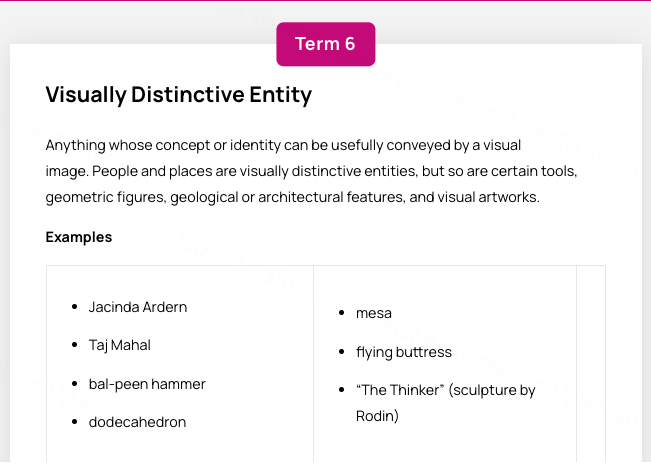 Term 6
Visually Distinctive Entity
Anything whose concept or identity can be usefully conveyed by a visual
image. People and places are visually distinctive entities, but so are certain tools,
geometric figures, geological or architectural features, and visual artworks.
Examples
• Jacinda Ardern
• Taj Mahal
• bal-peen hammer
• dodecahedron
• mesa
• flying buttress
• “The Thinker” (sculpture by
Rodin)